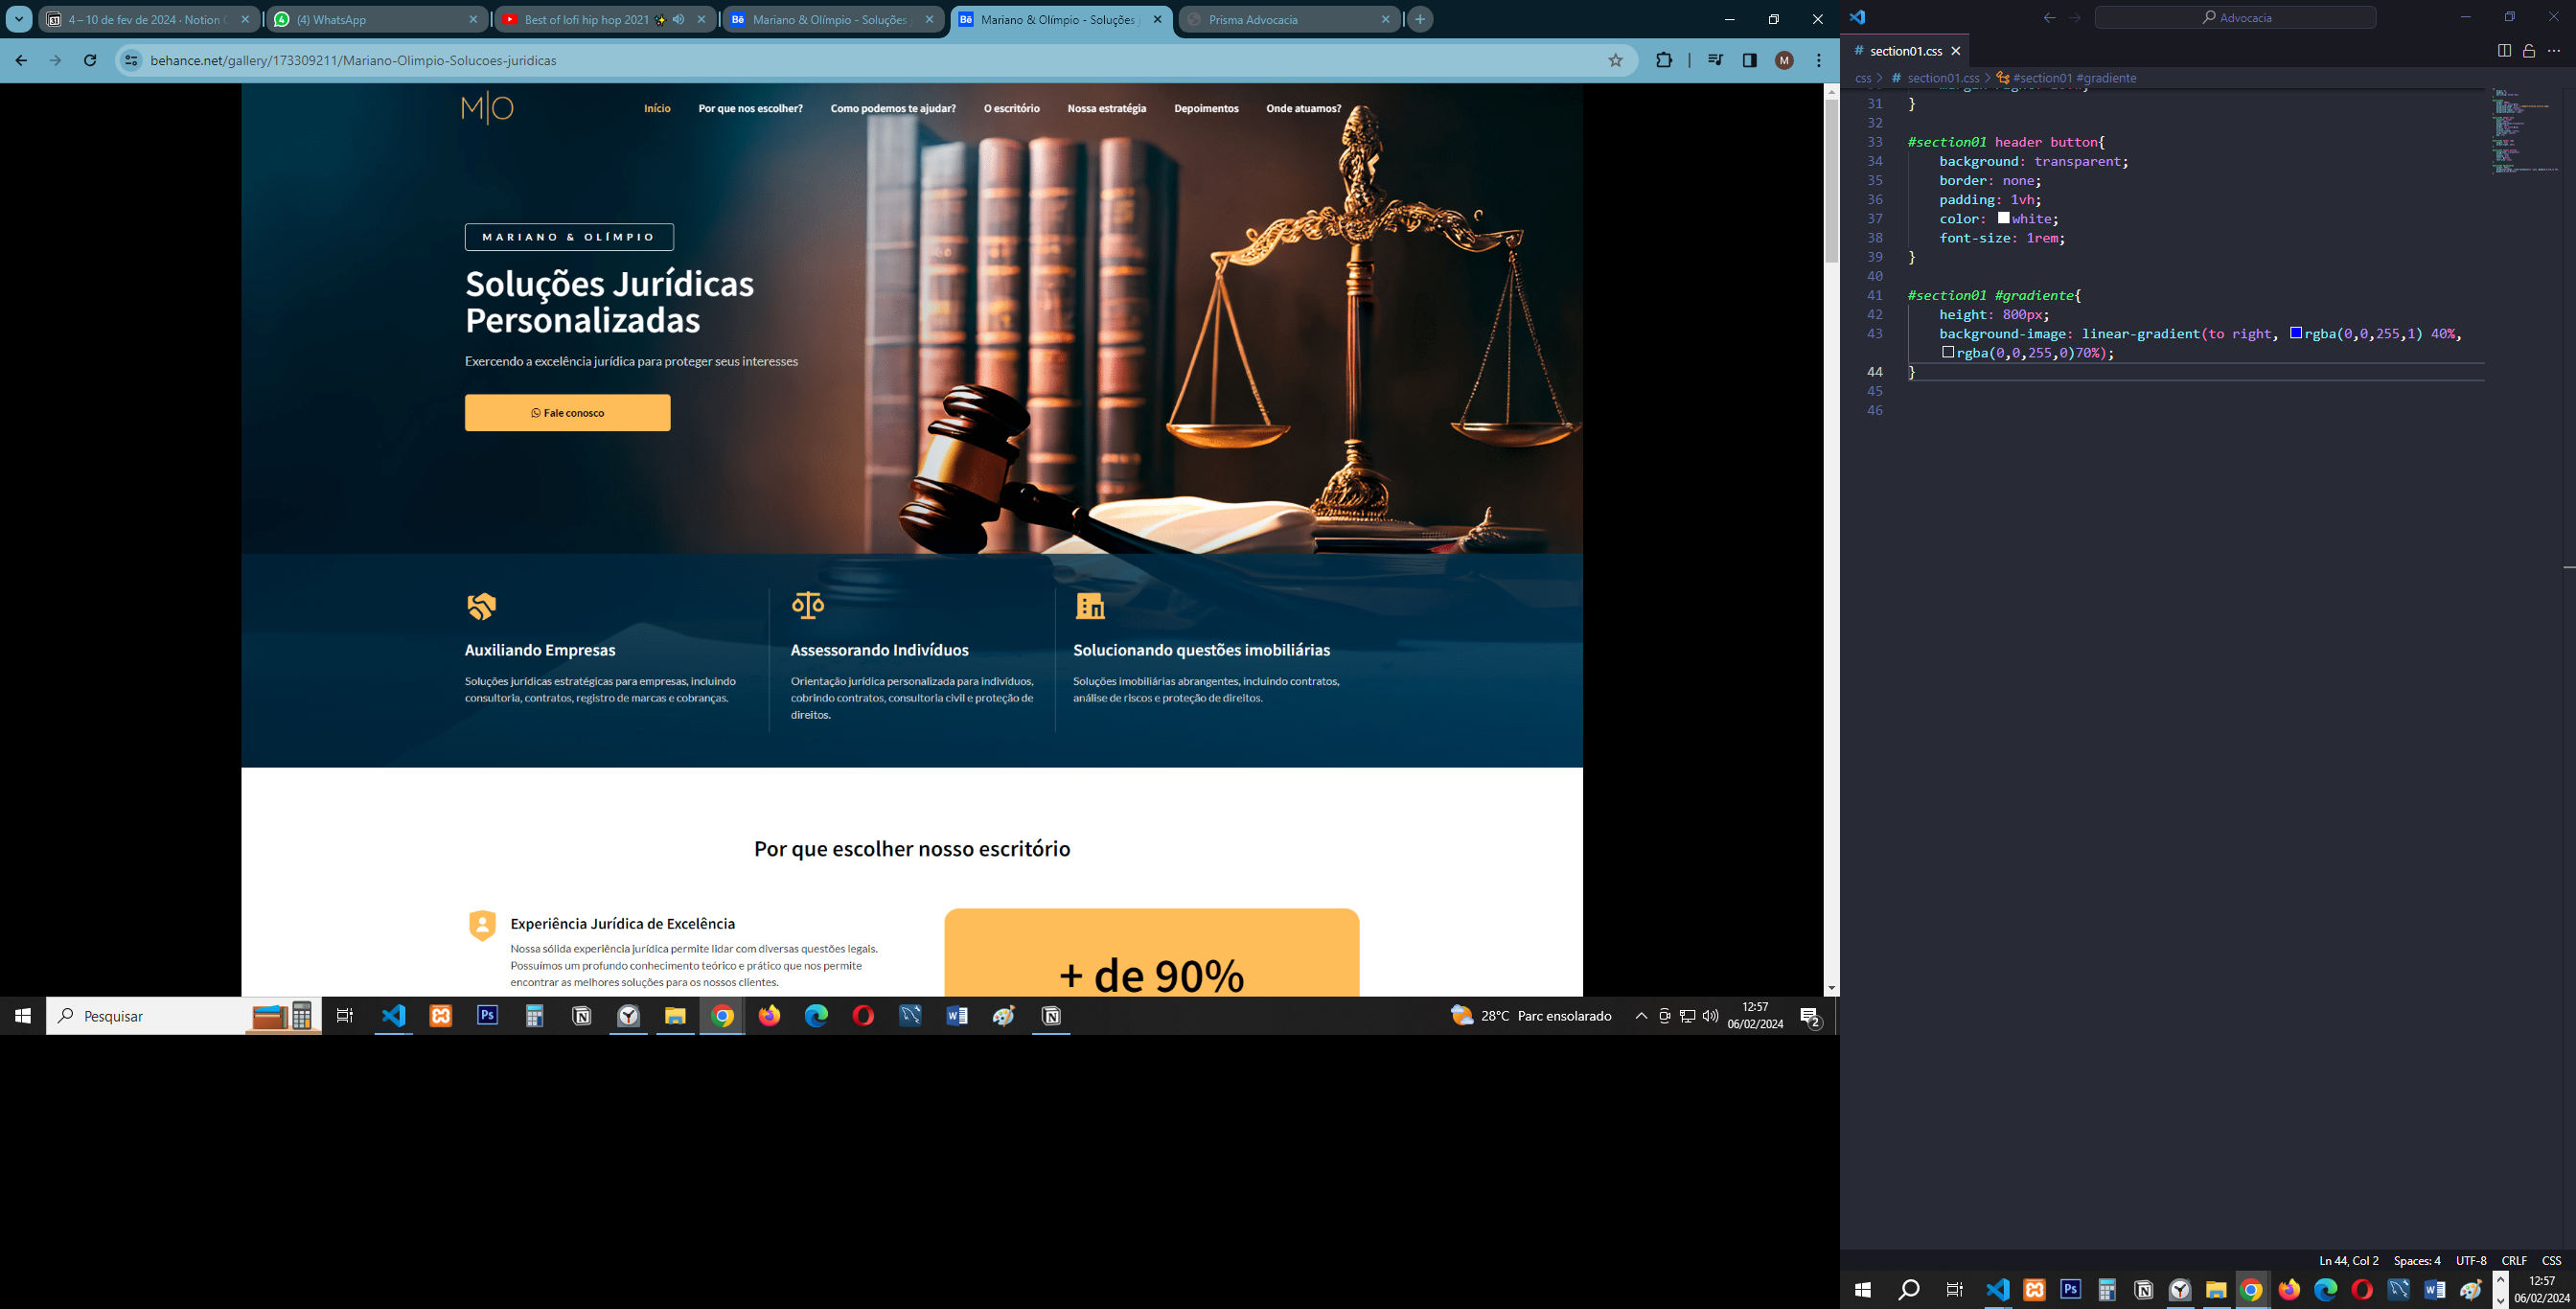 4 – 10 de fev de 2024 · Notion
(4) WhatsApp
Best of lofi hip hop 2021
Mariano & Olímpio - Soluções
Mariano & Olímpio - Soluções
Prisma Advocacia
behance.net/gallery/173309211/Mariano-Olimpio-Solucoes-juridicas
M
M|O
Início
Por que nos escolher?
Como podemos te ajudar?
O escritório
Nossa estratégia
Depoimentos
Onde atuamos?
MARIANO & OLÍMPIO
Soluções Jurídicas
Personalizadas
Exercendo a excelência jurídica para proteger seus interesses
Fale conosco
Auxiliando Empresas
Soluções jurídicas estratégicas para empresas, incluindo
consultoria, contratos, registro de marcas e cobranças.
Assessorando Indivíduos
Orientação jurídica personalizada para indivíduos,
cobrindo contratos, consultoria civil e proteção de
direitos.
Solucionando questões imobiliárias
Soluções imobiliárias abrangentes, incluindo contratos,
análise de riscos e proteção de direitos.
Por que escolher nosso escritório
Experiência Jurídica de Excelência
Nossa sólida experiência jurídica permite lidar com diversas questões legais.
Possuímos um profundo conhecimento teórico e prático que nos permite
encontrar as melhores soluções para os nossos clientes.
+ de 90%
Pesquisar
28°C Parc ensolarado
12:57
06/02/2024
2
Advocacia
# section01.css
css > # section01.css > #section01 #gradiente
31 }
32
33 #section01 header button{
34 background: transparent;
35 border: none;
36 padding: 1vh;
37 color: white;
38 font-size: 1rem;
39 }
40
41 #section01 #gradiente{
42 height: 800px;
43 background-image: linear-gradient(to right, rgba(0,0,255,1) 40%,
rgba(0,0,255,0)70%);
44 }
45
46
Ln 44, Col 2 Spaces: 4 UTF-8 CRLF CSS
12:57
06/02/2024